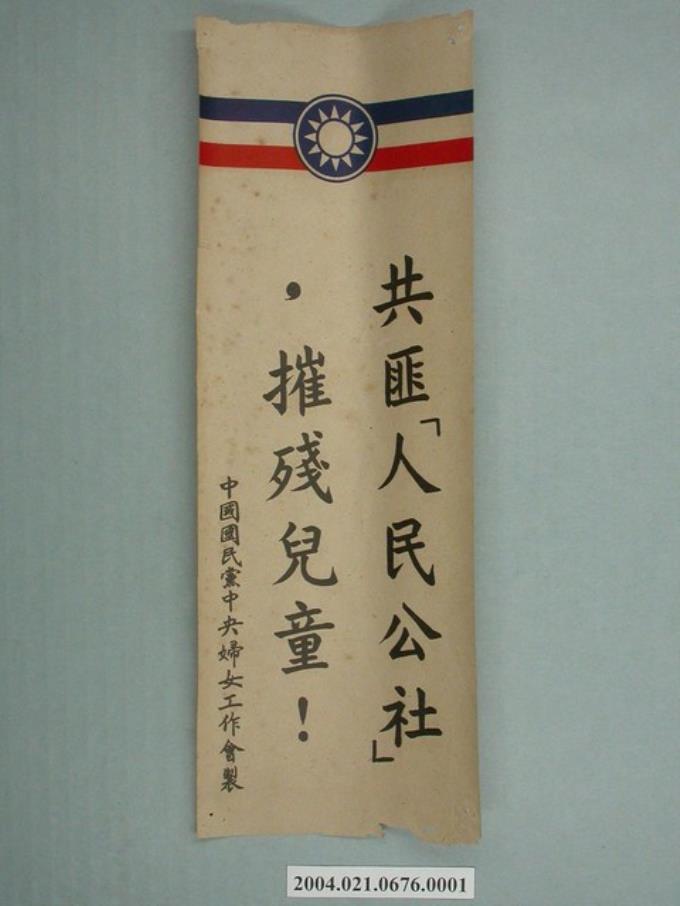 共匪「人民公社」
，摧殘兒童！
中國國民黨中央婦女工作會製
2004.021.0676.0001